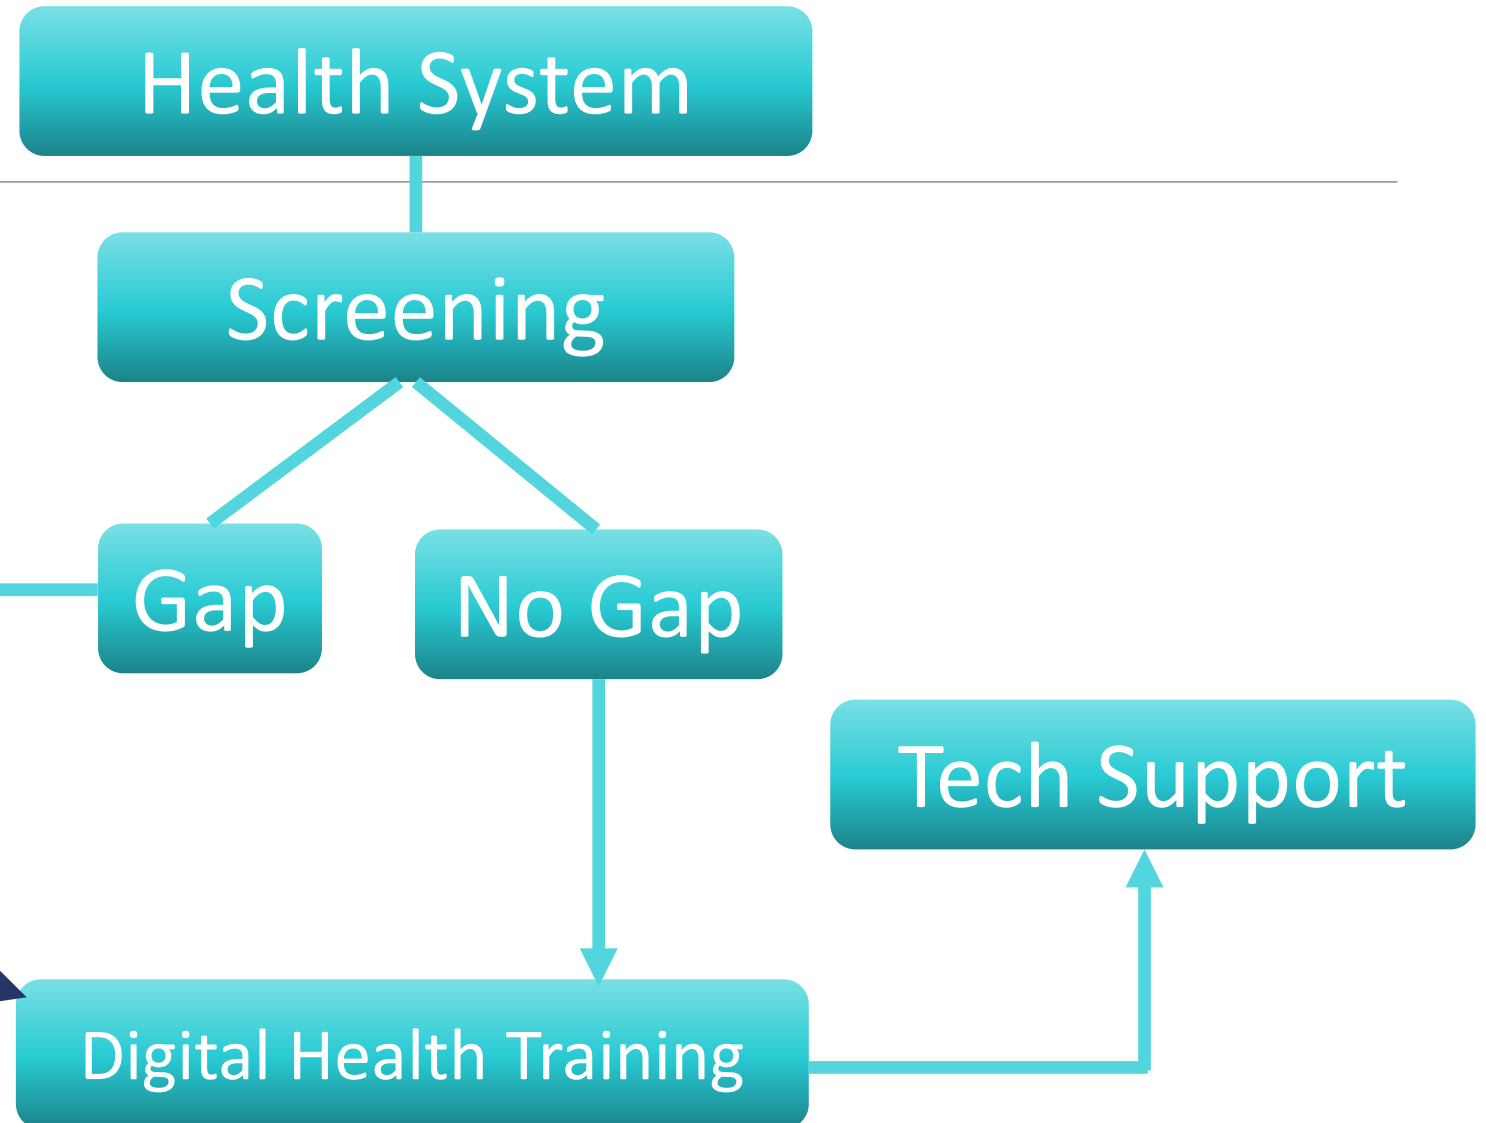 Health System
Screening
Gap
No Gap
Tech Support
Digital Health Training